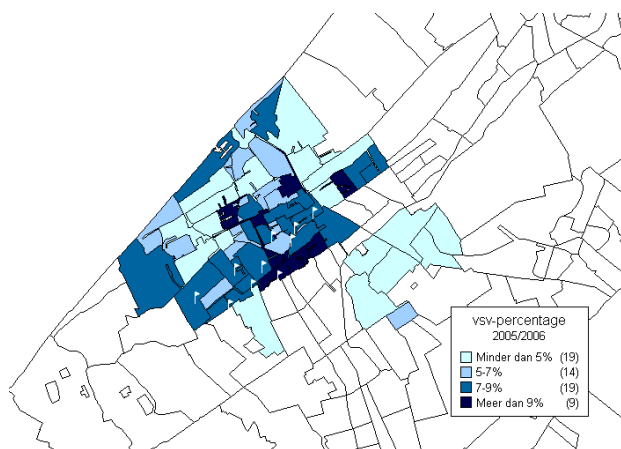 vsv-percentage
2005/2006
Minder dan 5% (19)
5-7% (14)
7-9% (19)
Meer dan 9% (9)